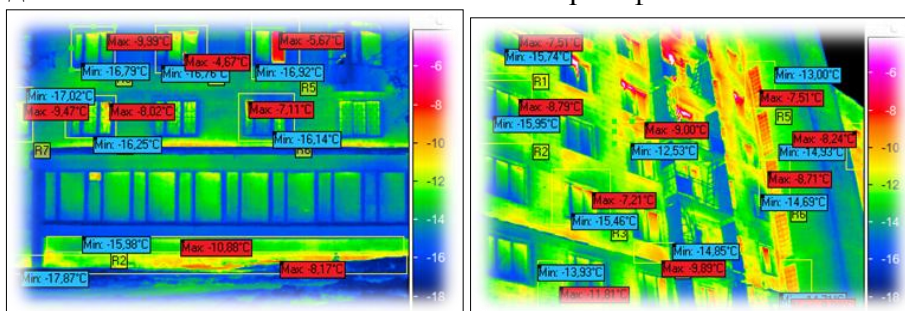 Max: -9,99°C
Max: -5,67°C
Max: -4,67°C
Min: -16,79°C
Min: -16,76°C
Min: -16,92°C
R5
Min: -17,02°C
Max: -9,47°C
Max: -8,02°C
Max: -7,11°C
Min: -16,25°C
Min: -16,14°C
R7
Min: -15,98°C
Max: -10,88°C
R2
Max: -8,17°C
Min: -17,87°C
-6
-8
-10
-12
-14
-16
-18
Max: -7,51°C
Min: -15,74°C
R1
Max: -8,79°C
Min: -15,95°C
R2
Max: -9,00°C
Min: -12,53°C
Min: -13,00°C
Max: -7,51°C
R5
Max: -8,24°C
Min: -14,93°C
Max: -8,71°C
Min: -14,69°C
R6
Max: -7,21°C
Min: -15,46°C
R3
Min: -14,85°C
Max: -9,89°C
Min: -13,93°C
Max: -11,81°C
-6
-8
-10
-12
-14
-16
-18